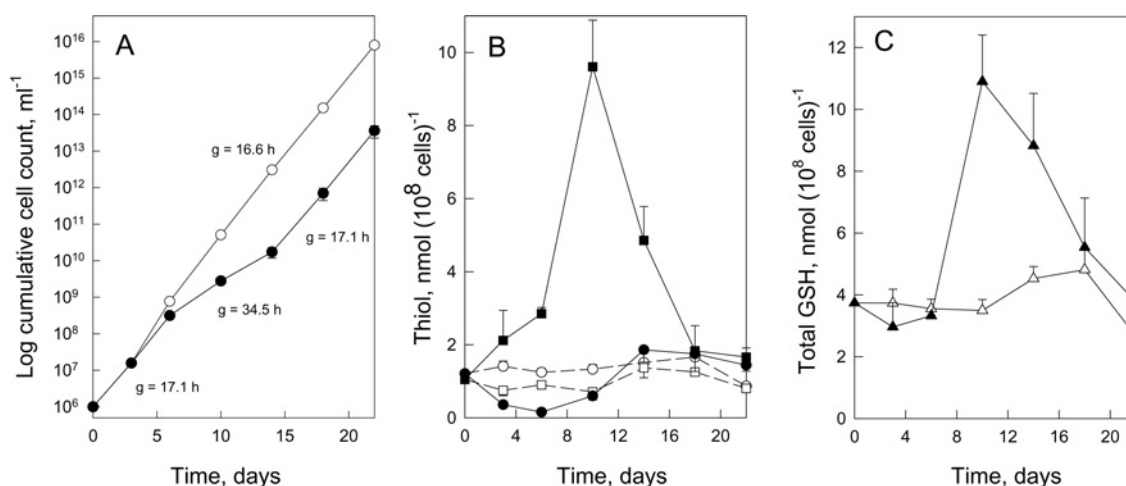 A
Log cumulative cell count, ml⁻¹
10¹⁶
10¹⁵
10¹⁴
10¹³
10¹²
10¹¹
10¹⁰
10⁹
10⁸
10⁷
10⁶
g = 16.6 h
g = 17.1 h
g = 34.5 h
g = 17.1 h
0 5 10 15 20
Time, days
B
Thiol, nmol (10⁸ cells)⁻¹
10
8
6
4
2
0
0 4 8 12 16 20
Time, days
C
Total GSH, nmol (10⁸ cells)⁻¹
12
10
8
6
4
2
0
0 4 8 12 16 20
Time, days